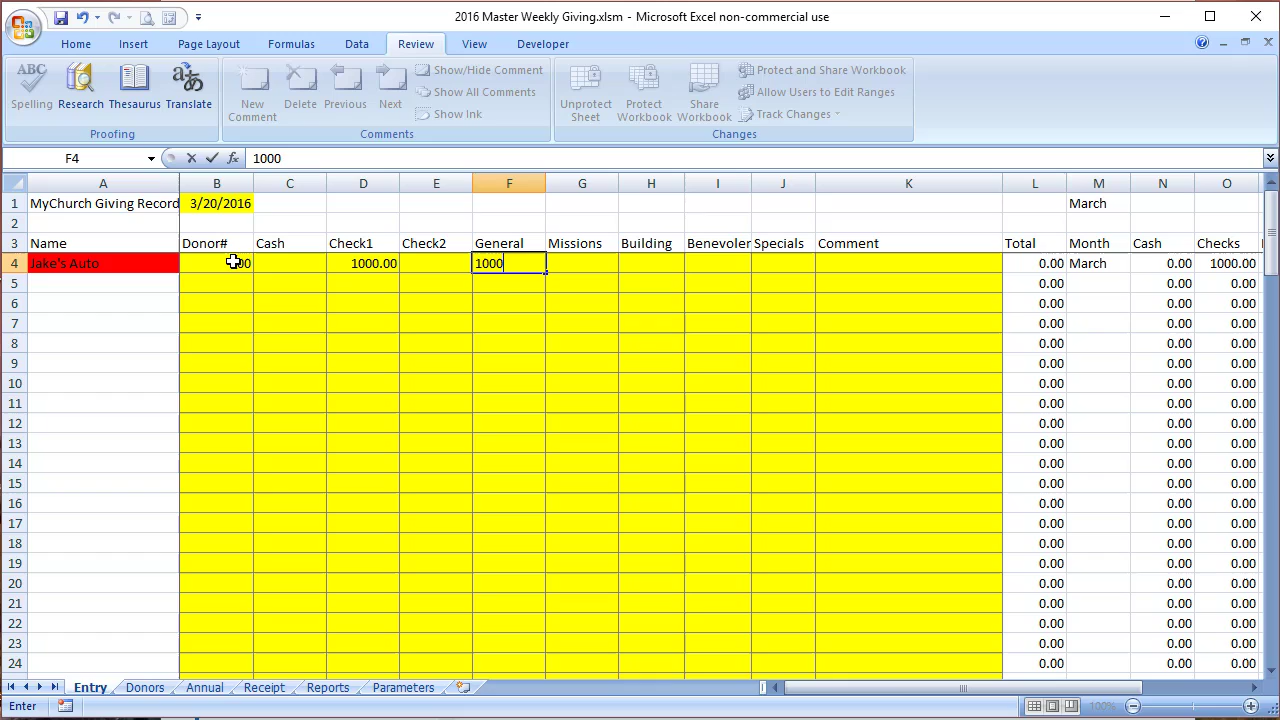 2016 Master Weekly Giving.xlsm - Microsoft Excel non-commercial use
Home Insert Page Layout Formulas Data Review View Developer
Spelling Research Thesaurus Translate
Proofing
New Comment Delete Previous Next
Show/Hide Comment
Show All Comments
Show Ink
Comments
Unprotect Sheet Protect Workbook Share Workbook
Protect and Share Workbook
Allow Users to Edit Ranges
Track Changes
Changes
F4 fx 1000
A B C D E F G H I J K L M N O
1 MyChurch Giving Record 3/20/2016 March
2
3 Name Donor# Cash Check1 Check2 General Missions Building Benevolen Specials Comment Total Month Cash Checks
4 Jake's Auto 1000.00 1000 0.00 March 0.00 1000.00
5 0.00 0.00 0.00
6 0.00 0.00 0.00
7 0.00 0.00 0.00
8 0.00 0.00 0.00
9 0.00 0.00 0.00
10 0.00 0.00 0.00
11 0.00 0.00 0.00
12 0.00 0.00 0.00
13 0.00 0.00 0.00
14 0.00 0.00 0.00
15 0.00 0.00 0.00
16 0.00 0.00 0.00
17 0.00 0.00 0.00
18 0.00 0.00 0.00
19 0.00 0.00 0.00
20 0.00 0.00 0.00
21 0.00 0.00 0.00
22 0.00 0.00 0.00
23 0.00 0.00 0.00
24 0.00 0.00 0.00
Entry Donors Annual Receipt Reports Parameters
Enter 100%